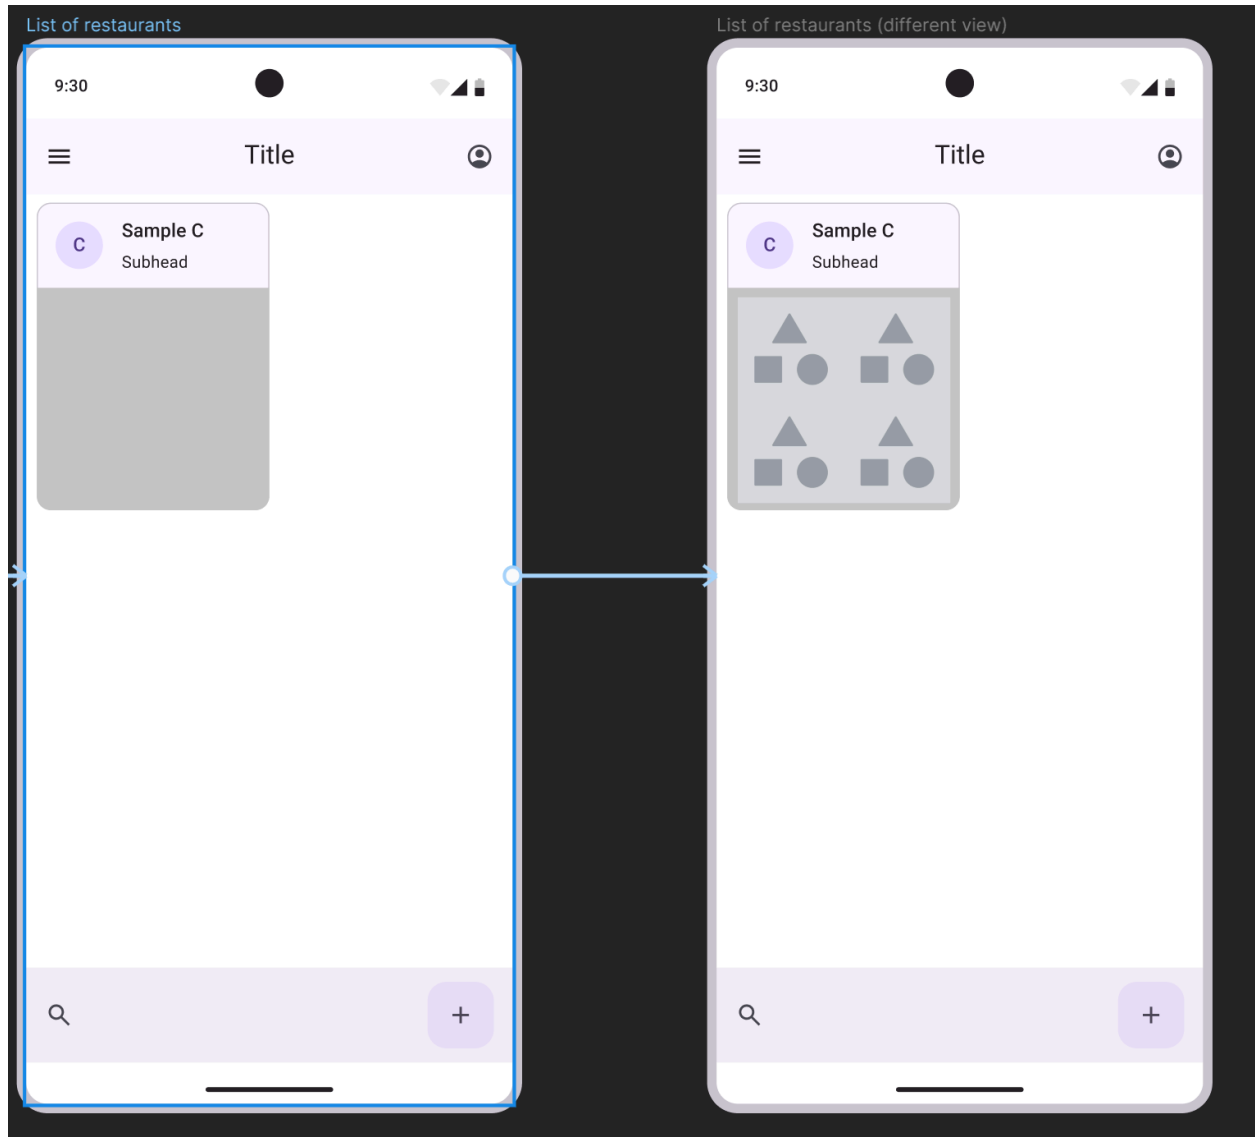 List of restaurants
9:30
Title
C
Sample C
Subhead
List of restaurants (different view)
9:30
Title
C
Sample C
Subhead